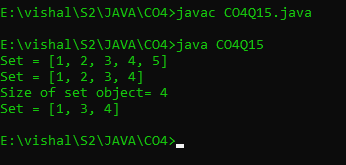 E:\vishal\S2\JAVA\CO4>javac CO4Q15.java
E:\vishal\S2\JAVA\CO4>java CO4Q15
Set = [1, 2, 3, 4, 5]
Set = [1, 2, 3, 4]
Size of set object= 4
Set = [1, 3, 4]
E:\vishal\S2\JAVA\CO4>